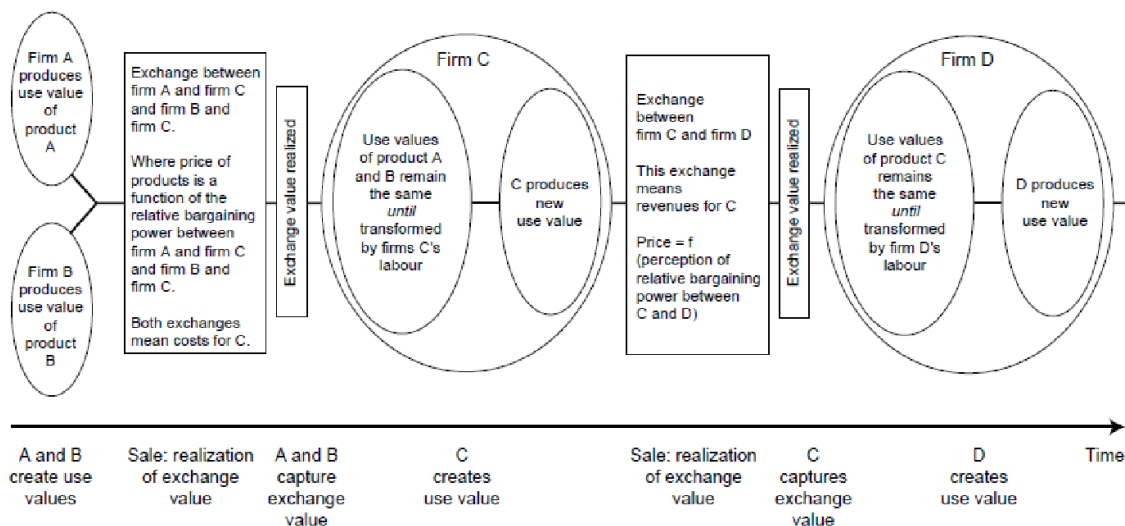 Firm A
produces
use value
of
product
A
Firm B
produces
use value
of
product
B
Exchange between
firm A and firm C
and firm B and
firm C.
Where price of
products is a
function of the
relative bargaining
power between
firm A and firm C
and firm B and
firm C.
Both exchanges
mean costs for C.
Exchange value realized
Firm C
Use values
of product A
and B remain
the same
until
transformed
by firms C's
labour
C produces
new
use value
Exchange
between
firm C and firm D
This exchange
means
revenues for C
Price = f
(perception of
relative bargaining
power between
C and D)
Exchange value realized
Firm D
Use values
of product C
remains
the same
until
transformed
by firm D's
labour
D produces
new
use value
A and B
create use
values
Sale: realization
of exchange
value
A and B
capture
exchange
value
C
creates
use value
Sale: realization
of exchange
value
C
captures
exchange
value
D
creates
use value
Time